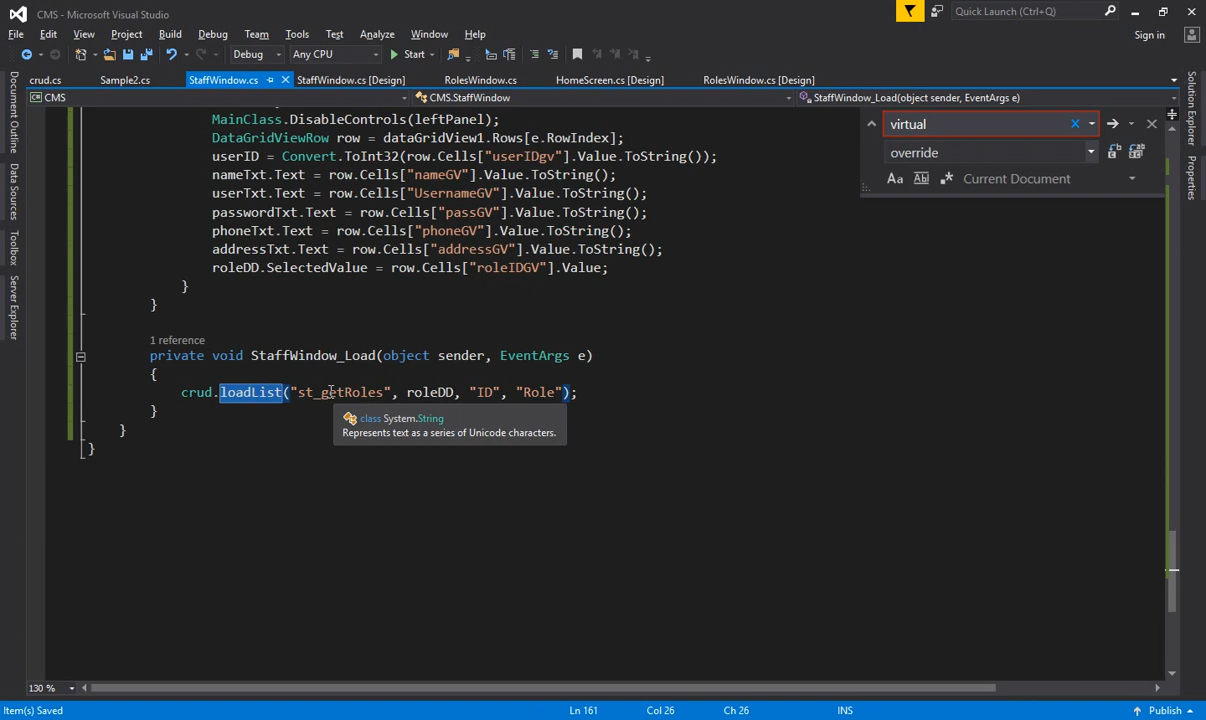 CMS - Microsoft Visual Studio
Quick Launch (Ctrl+Q)
File Edit View Project Build Debug Team Tools Test Analyze Window Help
Sign in
Debug Any CPU Start
crud.cs Sample2.cs StaffWindow.cs StaffWindow.cs [Design] RolesWindow.cs HomeScreen.cs [Design] RolesWindow.cs [Design]
CMS CMS.StaffWindow StaffWindow_Load(object sender, EventArgs e)
Document Outline
Data Sources
Toolbox
Server Explorer
Solution Explorer
Properties
virtual
override
Aa Ab Current Document
MainClass.DisableControls(leftPanel);
DataGridViewRow row = dataGridView1.Rows[e.RowIndex];
userID = Convert.ToInt32(row.Cells["userIDgv"].Value.ToString());
nameTxt.Text = row.Cells["nameGV"].Value.ToString();
userTxt.Text = row.Cells["UsernameGV"].Value.ToString();
passwordTxt.Text = row.Cells["passGV"].Value.ToString();
phoneTxt.Text = row.Cells["phoneGV"].Value.ToString();
addressTxt.Text = row.Cells["addressGV"].Value.ToString();
roleDD.SelectedValue = row.Cells["roleIDGV"].Value;
}
}
1 reference
private void StaffWindow_Load(object sender, EventArgs e)
{
crud.loadList("st_getRoles", roleDD, "ID", "Role");
}
class System.String
Represents text as a series of Unicode characters.
}
}
130 %
Item(s) Saved Ln 161 Col 26 Ch 26 INS Publish